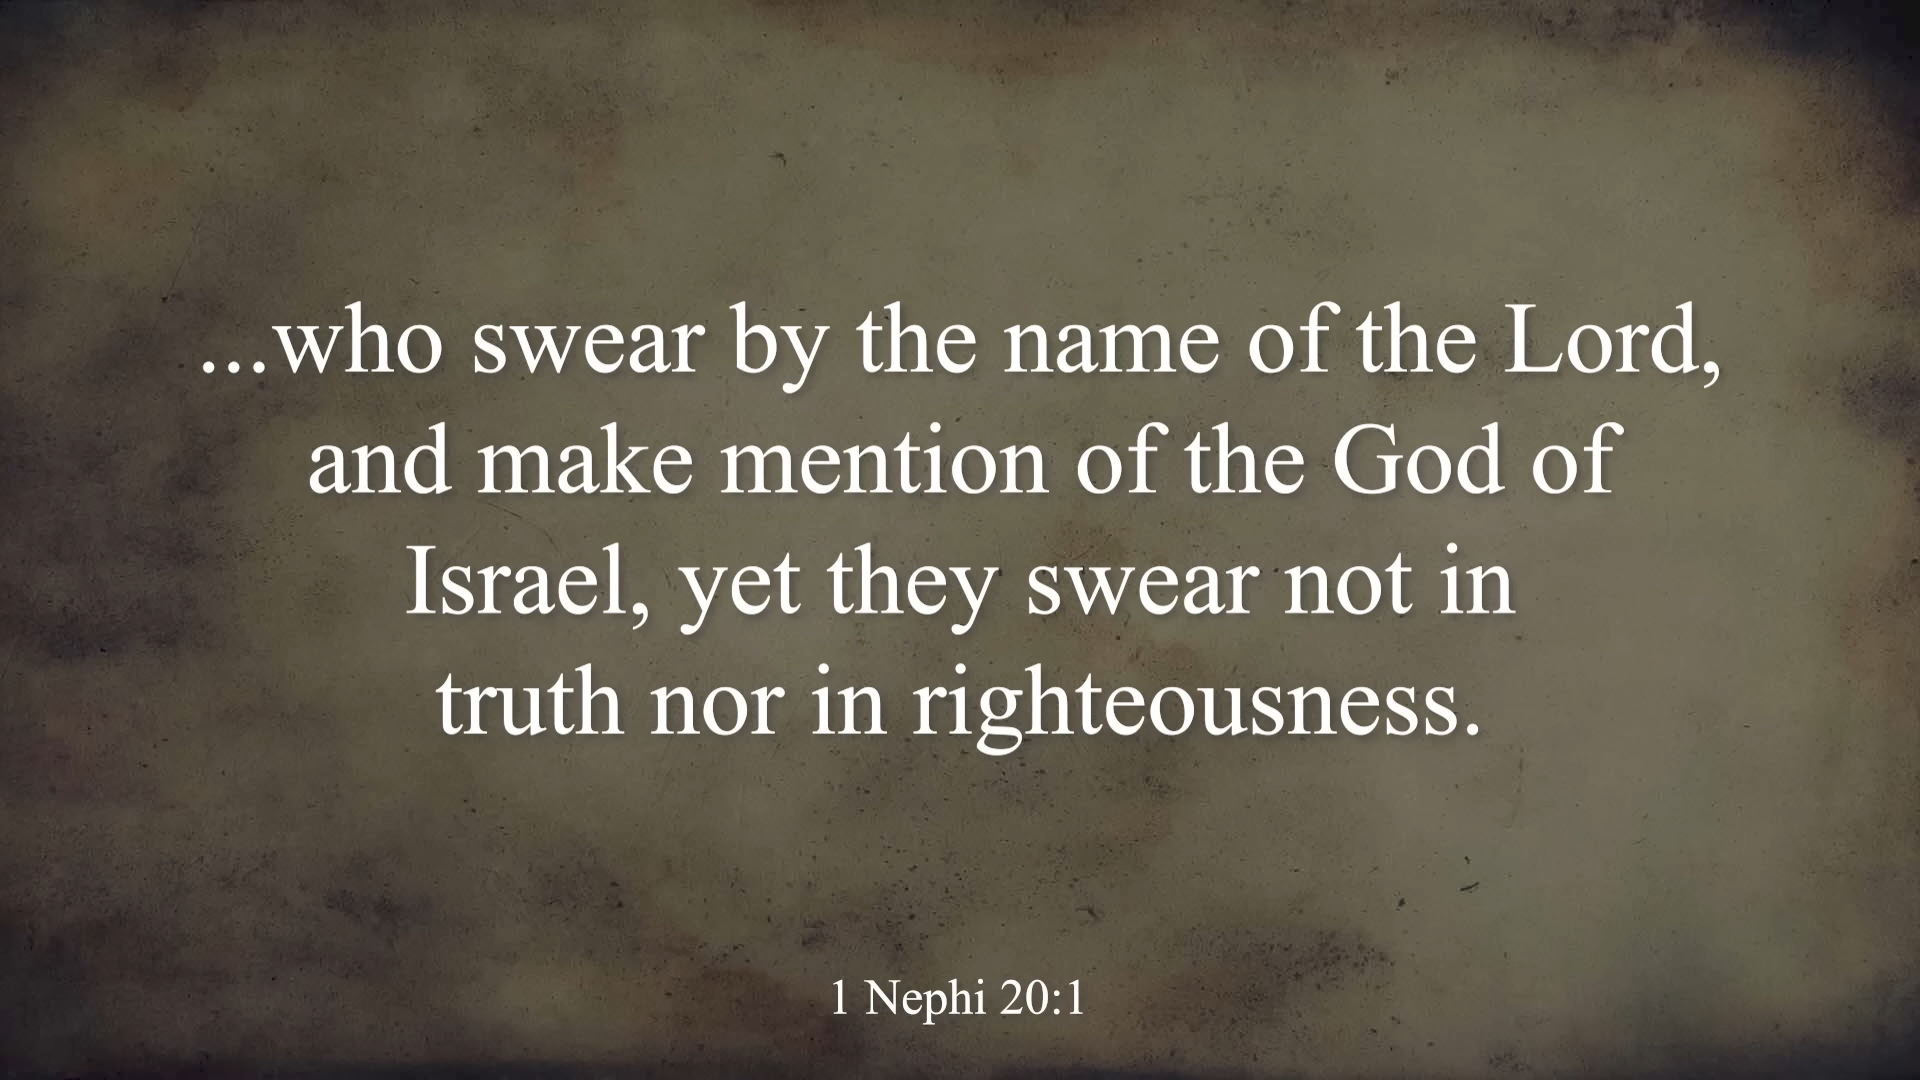 ...who swear by the name of the Lord,
and make mention of the God of
Israel, yet they swear not in
truth nor in righteousness.
1 Nephi 20:1